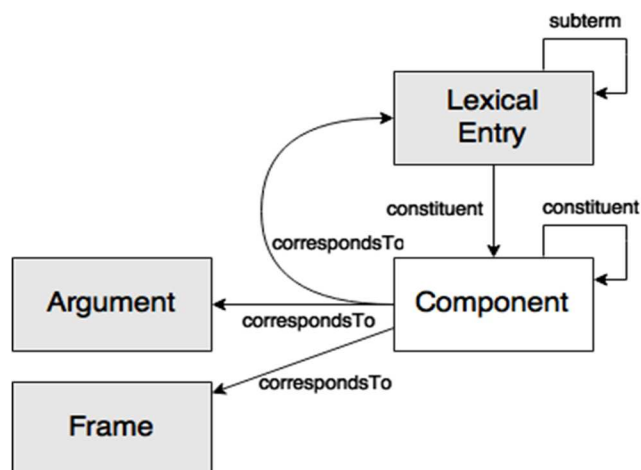 subterm
Lexical
Entry
constituent
constituent
correspondsTo
Argument
Component
correspondsTo
correspondsTo
Frame